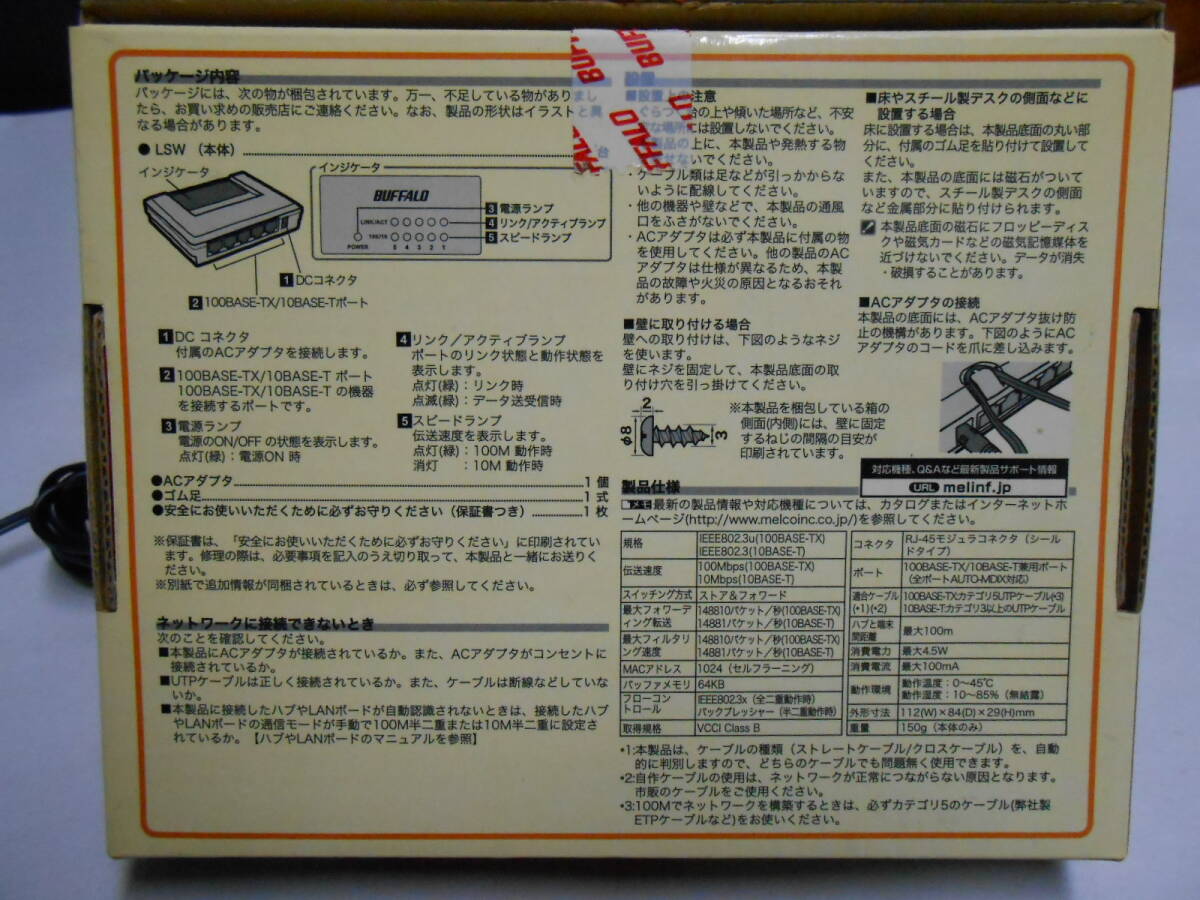 パッケージ内容
パッケージには、次の物が梱包されています。万一、不足している物がありまし
たら、お買い求めの販売店にご連絡ください。なお、製品の形状はイラストと異
なる場合があります。
● LSW （本体） 台
インジケータ
インジケータ
BUFFALO
LINK/ACT
100/10
POWER 5 4 3 2 1
3 電源ランプ
4 リンク/アクティブランプ
5 スピードランプ
1 DCコネクタ
2 100BASE-TX/10BASE-Tポート
1 DC コネクタ
付属のACアダプタを接続します。
2 100BASE-TX/10BASE-T ポート
100BASE-TX/10BASE-T の機器
を接続するポートです。
3 電源ランプ
電源のON/OFF の状態を表示します。
点灯(緑)：電源ON 時
4 リンク／アクティブランプ
ポートのリンク状態と動作状態を
表示します。
点灯(緑)：リンク時
点滅(緑)：データ送受信時
5 スピードランプ
伝送速度を表示します。
点灯(緑)：100M 動作時
消灯 ：10M 動作時
●ACアダプタ 1 個
●ゴム足 1 式
●安全にお使いいただくために必ずお守りください（保証書つき） 1 枚
※保証書は、「安全にお使いいただくために必ずお守りください」に印刷されてい
ます。修理の際は、必要事項を記入のうえ切り取って、本製品と一緒にお送りく
ださい。
※別紙で追加情報が同梱されているときは、必ず参照してください。
ネットワークに接続できないとき
次のことを確認してください。
■本製品にACアダプタが接続されているか。また、ACアダプタがコンセントに
接続されているか。
■UTPケーブルは正しく接続されているか。また、ケーブルは断線などしていな
いか。
■本製品に接続したハブやLANボードが自動認識されないときは、接続したハブ
やLANボードの通信モードが手動で100M半二重または10M半二重に設定さ
れているか。【ハブやLANボードのマニュアルを参照】
BUFFALO
BUFFALO
設置
■設置上の注意
ぐらつく台の上や傾いた場所など、不安
な場所には設置しないでください。
製品の上に、本製品や発熱する物
せないでください。
・ケーブル類は足などが引っかからな
いように配線してください。
・他の機器や壁などで、本製品の通風
口をふさがないでください。
・ACアダプタは必ず本製品に付属の物
を使用してください。他の製品のAC
アダプタは仕様が異なるため、本製
品の故障や火災の原因となるおそれ
があります。
■壁に取り付ける場合
壁への取り付けは、下図のようなネジ
を使います。
壁にネジを固定して、本製品底面の取
り付け穴を引っ掛けてください。
2
φ8
3
※本製品を梱包している箱の
側面(内側)には、壁に固定
するねじの間隔の目安が
印刷されています。
■床やスチール製デスクの側面などに
設置する場合
床に設置する場合は、本製品底面の丸い部
分に、付属のゴム足を貼り付けて設置して
ください。
また、本製品の底面には磁石がついて
いますので、スチール製デスクの側面
など金属部分に貼り付けられます。
本製品底面の磁石にフロッピーディス
クや磁気カードなどの磁気記憶媒体を
近づけないでください。データが消失
・破損することがあります。
■ACアダプタの接続
本製品の底面には、ACアダプタ抜け防
止の機構があります。下図のようにAC
アダプタのコードを爪に差し込みます。
対応機種、Q&Aなど最新製品サポート情報
URL melinf.jp
製品仕様
メモ 最新の製品情報や対応機種については、カタログまたはインターネットホ
ームページ(http://www.melcoinc.co.jp/)を参照してください。
規格 IEEE802.3u(100BASE-TX)
IEEE802.3(10BASE-T)
伝送速度 100Mbps(100BASE-TX)
10Mbps(10BASE-T)
スイッチング方式 ストア＆フォワード
最大フォワーディング転送 148810パケット／秒(100BASE-TX)
14881パケット／秒(10BASE-T)
最大フィルタリング速度 148810パケット／秒(100BASE-TX)
14881パケット／秒(10BASE-T)
MACアドレス 1024（セルフラーニング）
バッファメモリ 64KB
フローコントロール IEEE802.3x（全二重動作時）
バックプレッシャー（半二重動作時）
取得規格 VCCI Class B
コネクタ RJ-45モジュラコネクタ（シールドタイプ）
ポート 100BASE-TX/10BASE-T兼用ポート
（全ポートAUTO-MDIX対応）
適合ケーブル(*1)(*2) 100BASE-TX:カテゴリ5UTPケーブル(*3)
10BASE-T:カテゴリ3以上のUTPケーブル
ハブと端末間距離 最大100m
消費電力 最大4.5W
消費電流 最大100mA
動作環境 動作温度：0～45℃
動作湿度：10～85%（無結露）
外形寸法 112(W)×84(D)×29(H)mm
重量 150g（本体のみ）
*1:本製品は、ケーブルの種類（ストレートケーブル/クロスケーブル）を、自動
的に判別しますので、どちらのケーブルでも問題無く使用できます。
*2:自作ケーブルの使用は、ネットワークが正常につながらない原因となります。
市販のケーブルをご使用ください。
*3:100Mでネットワークを構築するときは、必ずカテゴリ5のケーブル(弊社製
ETPケーブルなど)をお使いください。